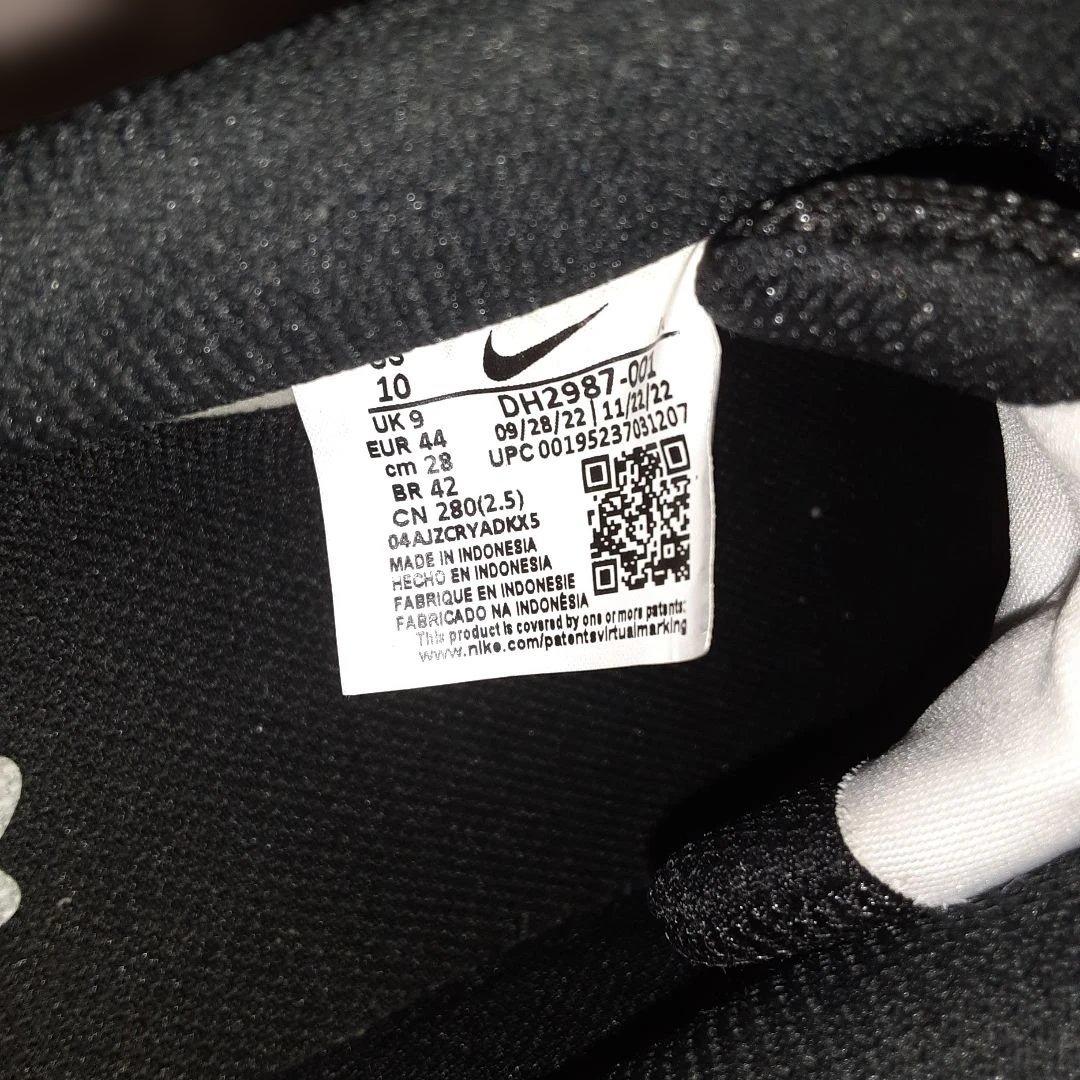 US
10
DH2987-001
UK 9
09/28/22 | 11/22/22
EUR 44
UPC 00195237031207
cm 28
BR 42
CN 280(2.5)
04AJZCRYADKX5
MADE IN INDONESIA
HECHO EN INDONESIA
FABRIQUE EN INDONESIE
FABRICADO NA INDONÉSIA
This product is covered by one or more patents:
www.nike.com/patentsvirtualmarking